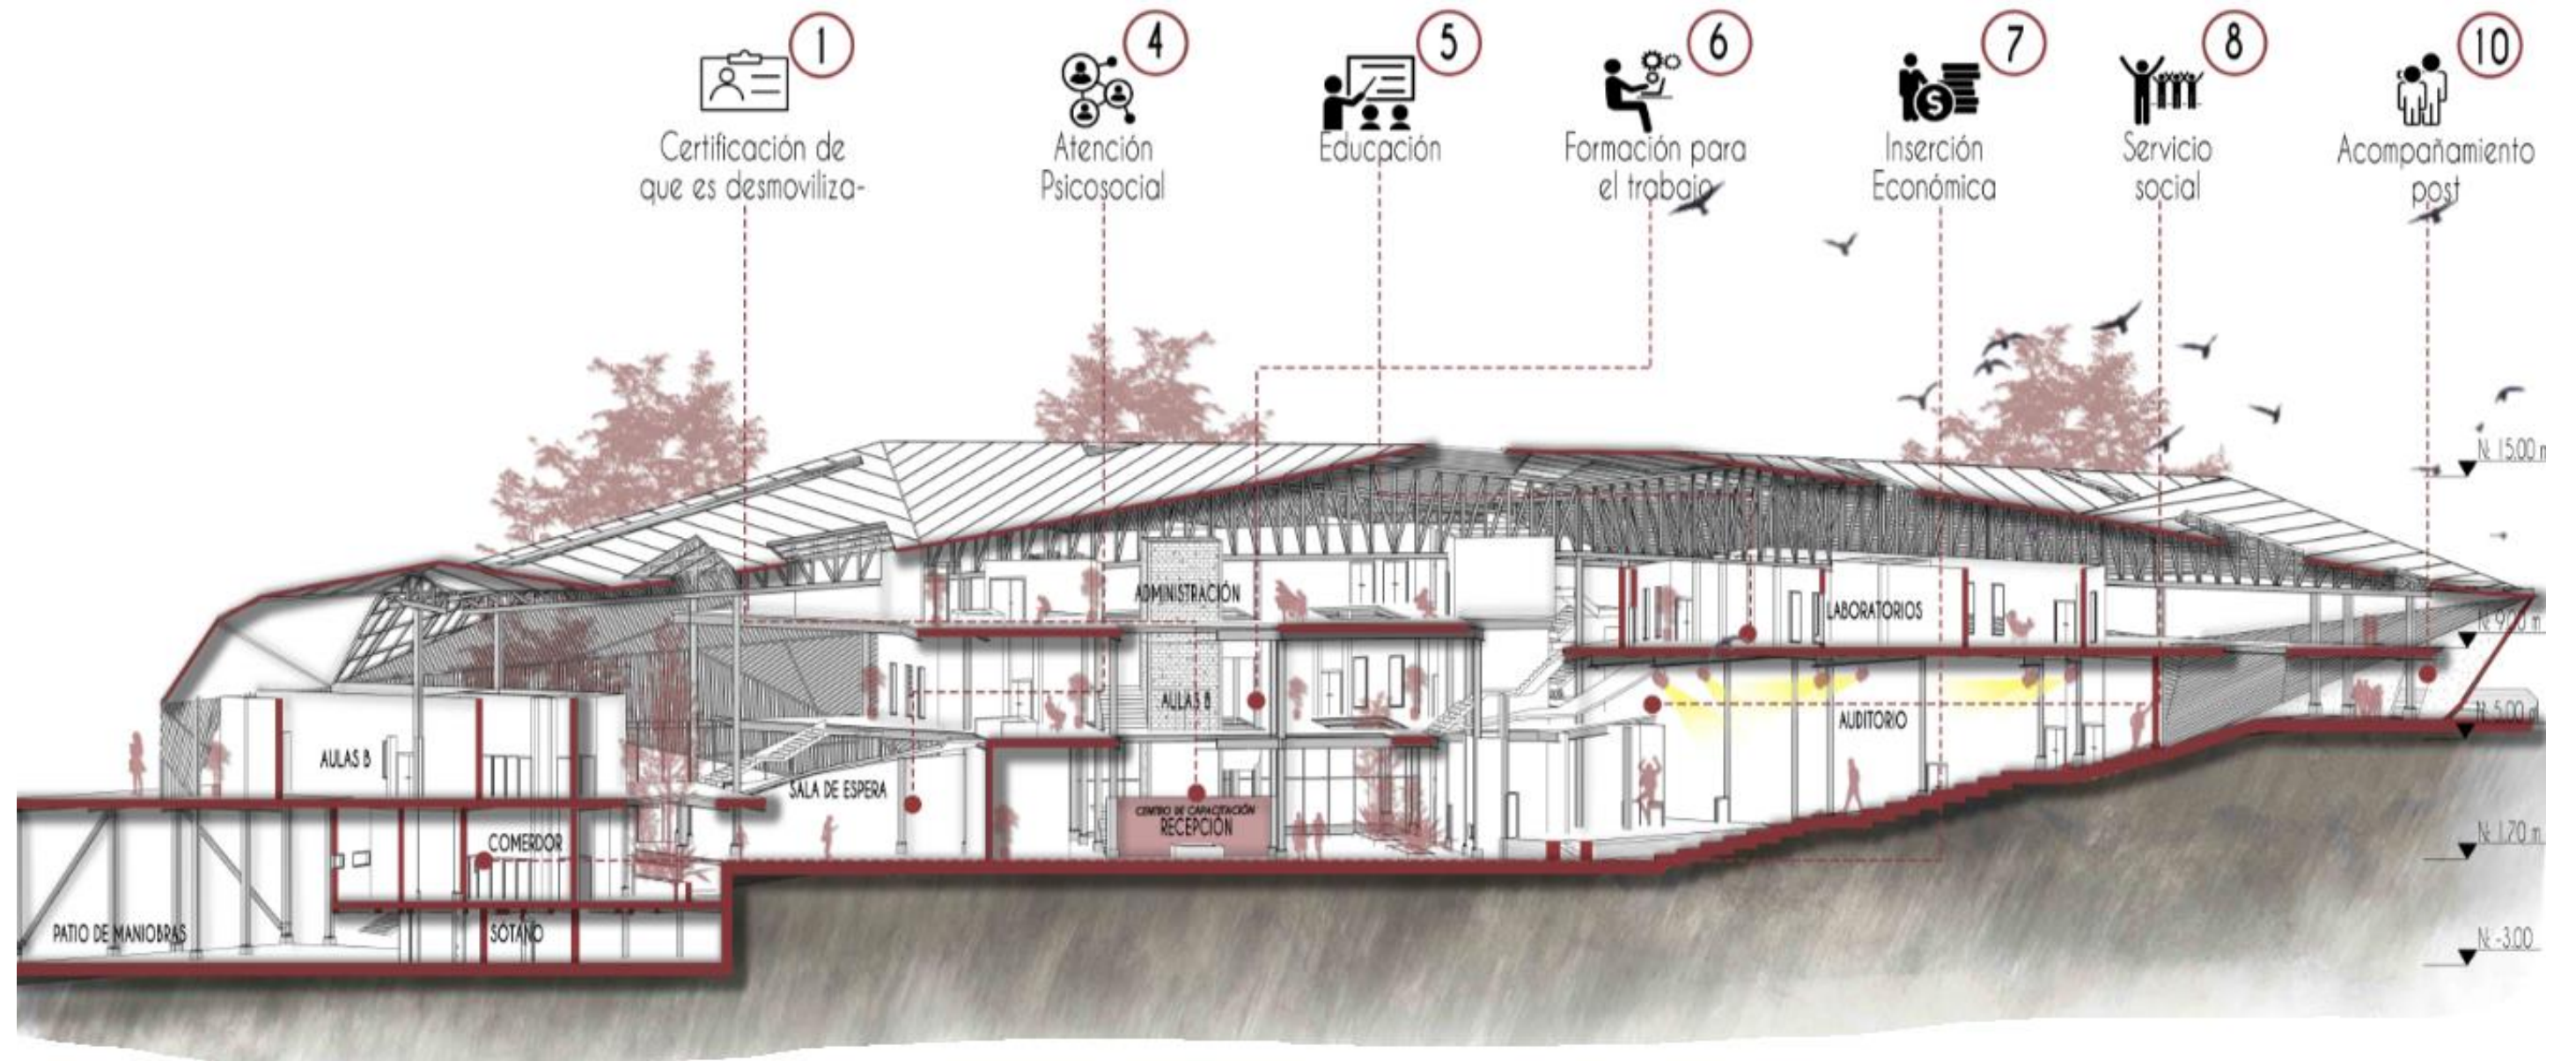 1
4
5
6
7
8
10
Certificación de
que es desmoviliza-
Atención
Psicosocial
Educación
Formación para
el trabajo
Inserción
Económica
Servicio
social
Acompañamiento
post
N: 15.00 m
ADMINISTRACIÓN
LABORATORIOS
AULAS B
AUDITORIO
N: 5.00 m
AULAS B
SALA DE ESPERA
CENTRO DE CAPACITACIÓN
RECEPCIÓN
COMERDOR
N: 1.70 m
PATIO DE MANIOBRAS
SÓTANO
N: -3.00